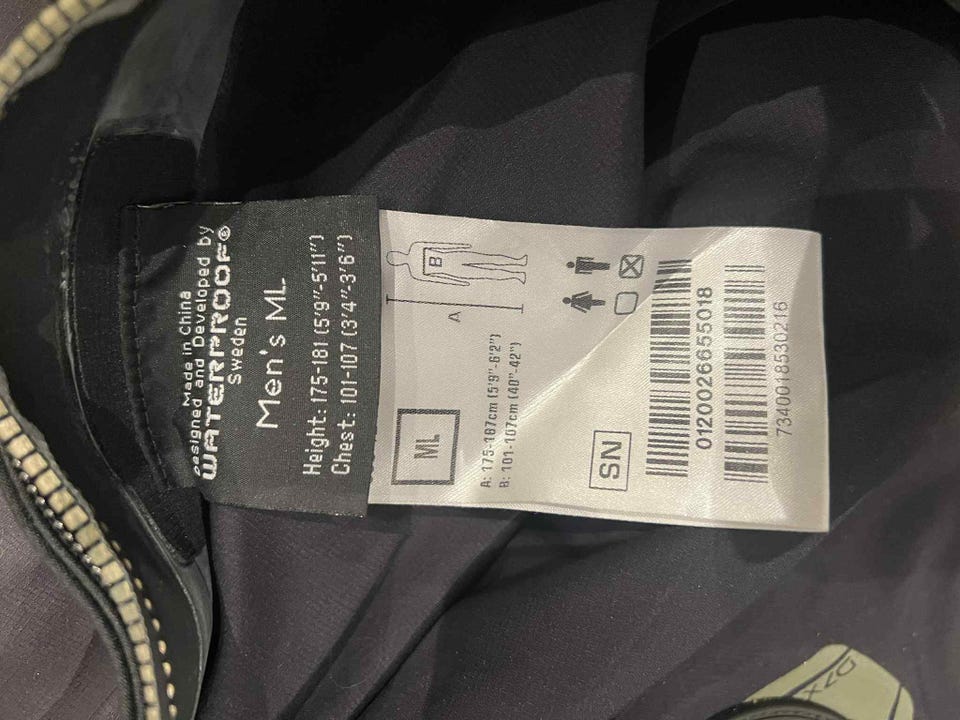 Made in China
Designed and Developed by
WATERPROOF®
Sweden
Men's ML
Height: 175-181 (5'9"-5'11")
Chest: 101-107 (3'4"-3'6")
B
A
ML
A: 175-187cm (5'9"-6'2")
B: 101-107cm (40"-42")
SN
0120026655018
7340018530216
D7X